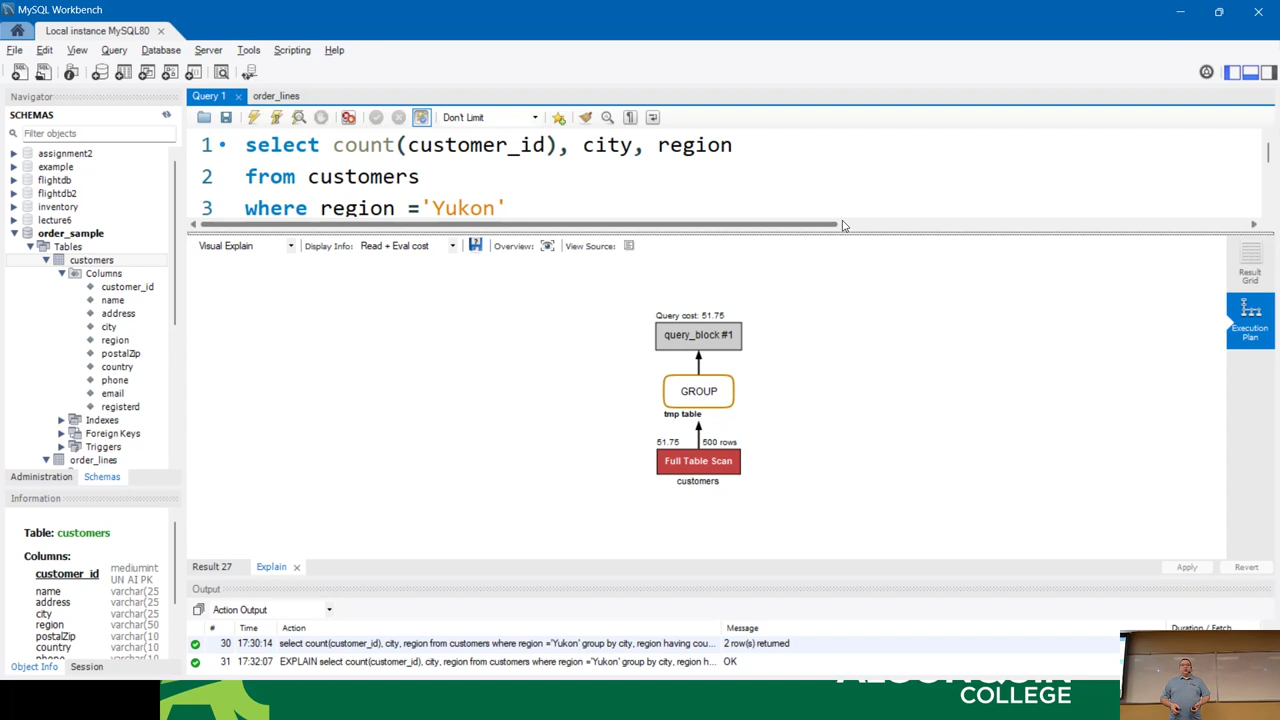 MySQL Workbench
Local instance MySQL80
File Edit View Query Database Server Tools Scripting Help
Navigator
SCHEMAS
Filter objects
assignment2
example
flightdb
flightdb2
inventory
lecture6
order_sample
Tables
customers
Columns
customer_id
name
address
city
region
postalZip
country
phone
email
registerd
Indexes
Foreign Keys
Triggers
order_lines
Administration Schemas
Information
Table: customers
Columns:
customer_id mediumint
UN AI PK
name varchar(25
address varchar(25
city varchar(25
region varchar(50
postalZip varchar(10
country varchar(10
Object Info Session
Query 1 order_lines
Don't Limit
1 select count(customer_id), city, region
2 from customers
3 where region ='Yukon'
Visual Explain Display Info: Read + Eval cost Overview: View Source:
Query cost: 51.75
query_block #1
GROUP
tmp table
51.75 500 rows
Full Table Scan
customers
Result Grid
Execution Plan
Result 27 Explain Apply Revert
Output
Action Output
# Time Action Message Duration / Fetch
30 17:30:14 select count(customer_id), city, region from customers where region ='Yukon' group by city, region having cou... 2 row(s) returned
31 17:32:07 EXPLAIN select count(customer_id), city, region from customers where region ='Yukon' group by city, region h... OK
COLLEGE